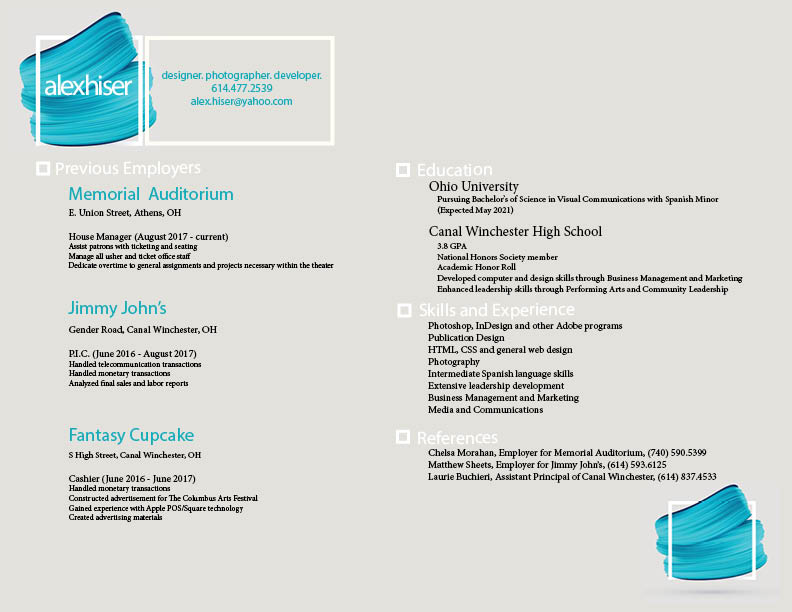 alexhiser
designer. photographer. developer.
614.477.2539
alex.hiser@yahoo.com
Previous Employers
Memorial Auditorium
E. Union Street, Athens, OH
House Manager (August 2017 - current)
Assist patrons with ticketing and seating
Manage all usher and ticket office staff
Dedicate overtime to general assignments and projects necessary within the theater
Jimmy John's
Gender Road, Canal Winchester, OH
P.I.C. (June 2016 - August 2017)
Handled telecommunication transactions
Handled monetary transactions
Analyzed final sales and labor reports
Fantasy Cupcake
S High Street, Canal Winchester, OH
Cashier (June 2016 - June 2017)
Handled monetary transactions
Constructed advertisement for The Columbus Arts Festival
Gained experience with Apple POS/Square technology
Created advertising materials
Education
Ohio University
Pursuing Bachelor's of Science in Visual Communications with Spanish Minor
(Expected May 2021)
Canal Winchester High School
3.8 GPA
National Honors Society member
Academic Honor Roll
Developed computer and design skills through Business Management and Marketing
Enhanced leadership skills through Performing Arts and Community Leadership
Skills and Experience
Photoshop, InDesign and other Adobe programs
Publication Design
HTML, CSS and general web design
Photography
Intermediate Spanish language skills
Extensive leadership development
Business Management and Marketing
Media and Communications
References
Chelsa Morahan, Employer for Memorial Auditorium, (740) 590.5399
Matthew Sheets, Employer for Jimmy John's, (614) 593.6125
Laurie Buchieri, Assistant Principal of Canal Winchester, (614) 837.4533